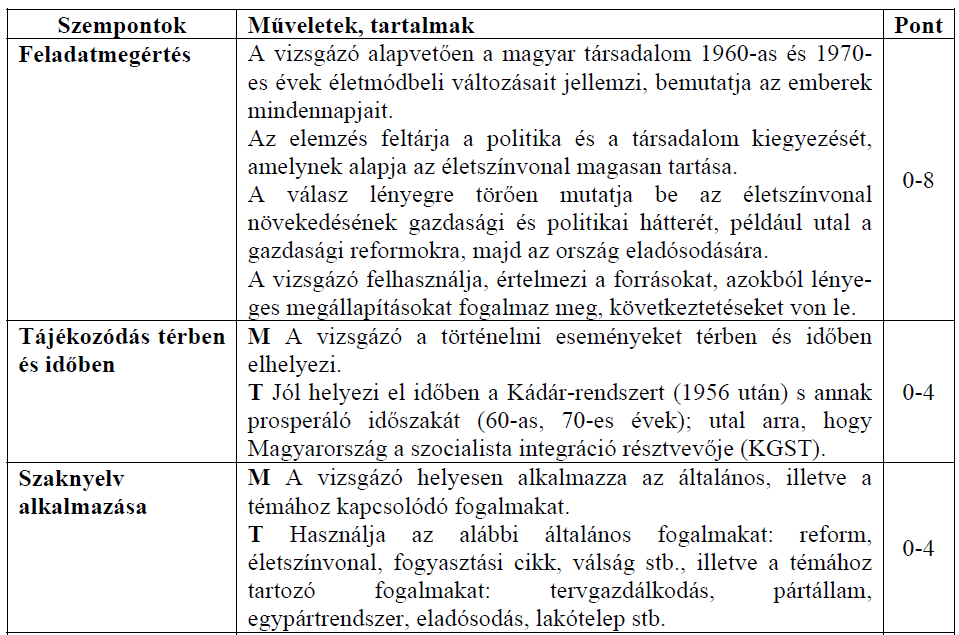 Szempontok Műveletek, tartalmak Pont
Feladatmegértés
A vizsgázó alapvetően a magyar társadalom 1960-as és 1970-
es évek életmódbeli változásait jellemzi, bemutatja az emberek
mindennapjait.
Az elemzés feltárja a politika és a társadalom kiegyezését,
amelynek alapja az életszínvonal magasan tartása.
A válasz lényegre törően mutatja be az életszínvonal
növekedésének gazdasági és politikai hátterét, például utal a
gazdasági reformokra, majd az ország eladósodására.
A vizsgázó felhasználja, értelmezi a forrásokat, azokból lénye-
ges megállapításokat fogalmaz meg, következtetéseket von le.
0-8
Tájékozódás térben
és időben
M A vizsgázó a történelmi eseményeket térben és időben
elhelyezi.
T Jól helyezi el időben a Kádár-rendszert (1956 után) s annak
prosperáló időszakát (60-as, 70-es évek); utal arra, hogy
Magyarország a szocialista integráció résztvevője (KGST).
0-4
Szaknyelv
alkalmazása
M A vizsgázó helyesen alkalmazza az általános, illetve a
témához kapcsolódó fogalmakat.
T Használja az alábbi általános fogalmakat: reform,
életszínvonal, fogyasztási cikk, válság stb., illetve a témához
tartozó fogalmakat: tervgazdálkodás, pártállam,
egypártrendszer, eladósodás, lakótelep stb.
0-4